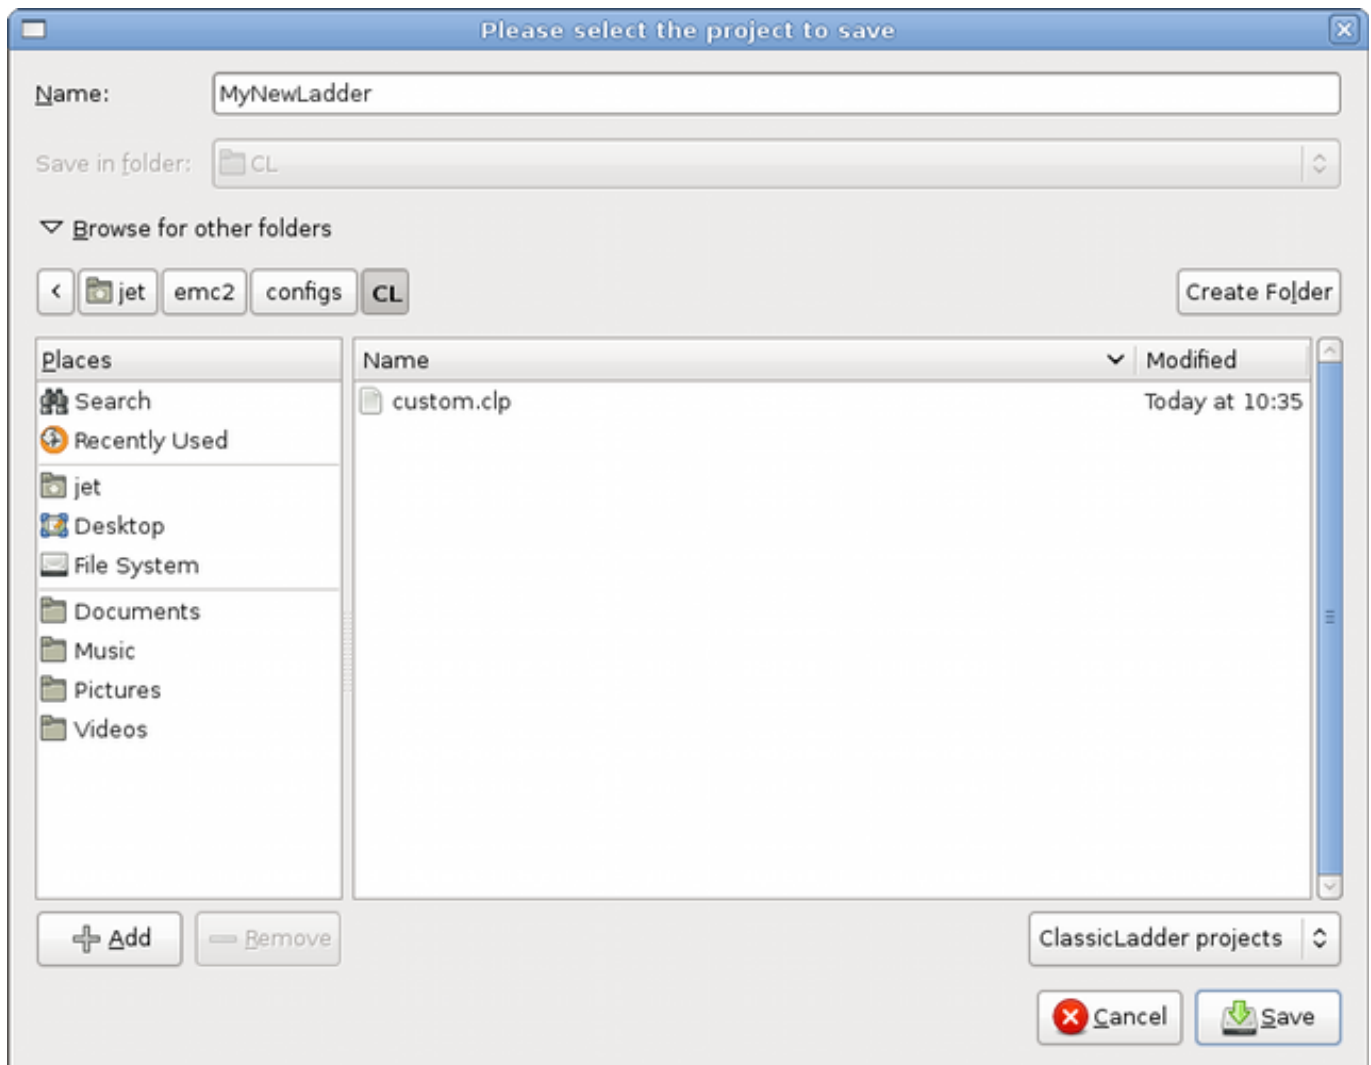 Please select the project to save
Name: MyNewLadder
Save in folder: CL
Browse for other folders
jet emc2 configs CL Create Folder
Places Name Modified
Search custom.clp Today at 10:35
Recently Used
jet
Desktop
File System
Documents
Music
Pictures
Videos
Add Remove ClassicLadder projects
Cancel Save